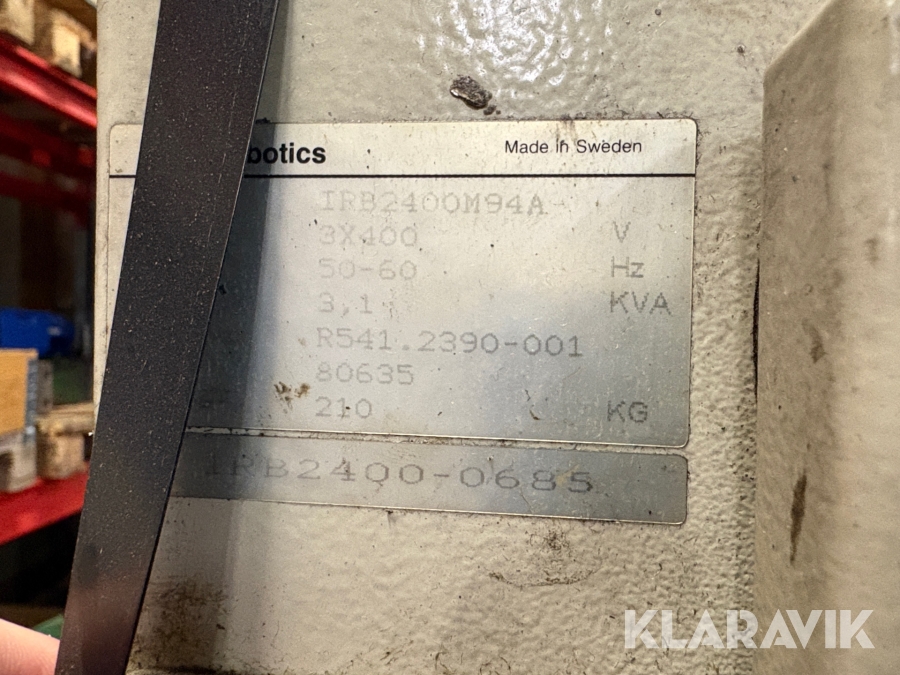 botics Made in Sweden
IRB2400M94A
3X400 V
50-60 Hz
3,1 KVA
R541.2390-001
80635
210 KG
IRB2400-0685
KLARAVIK